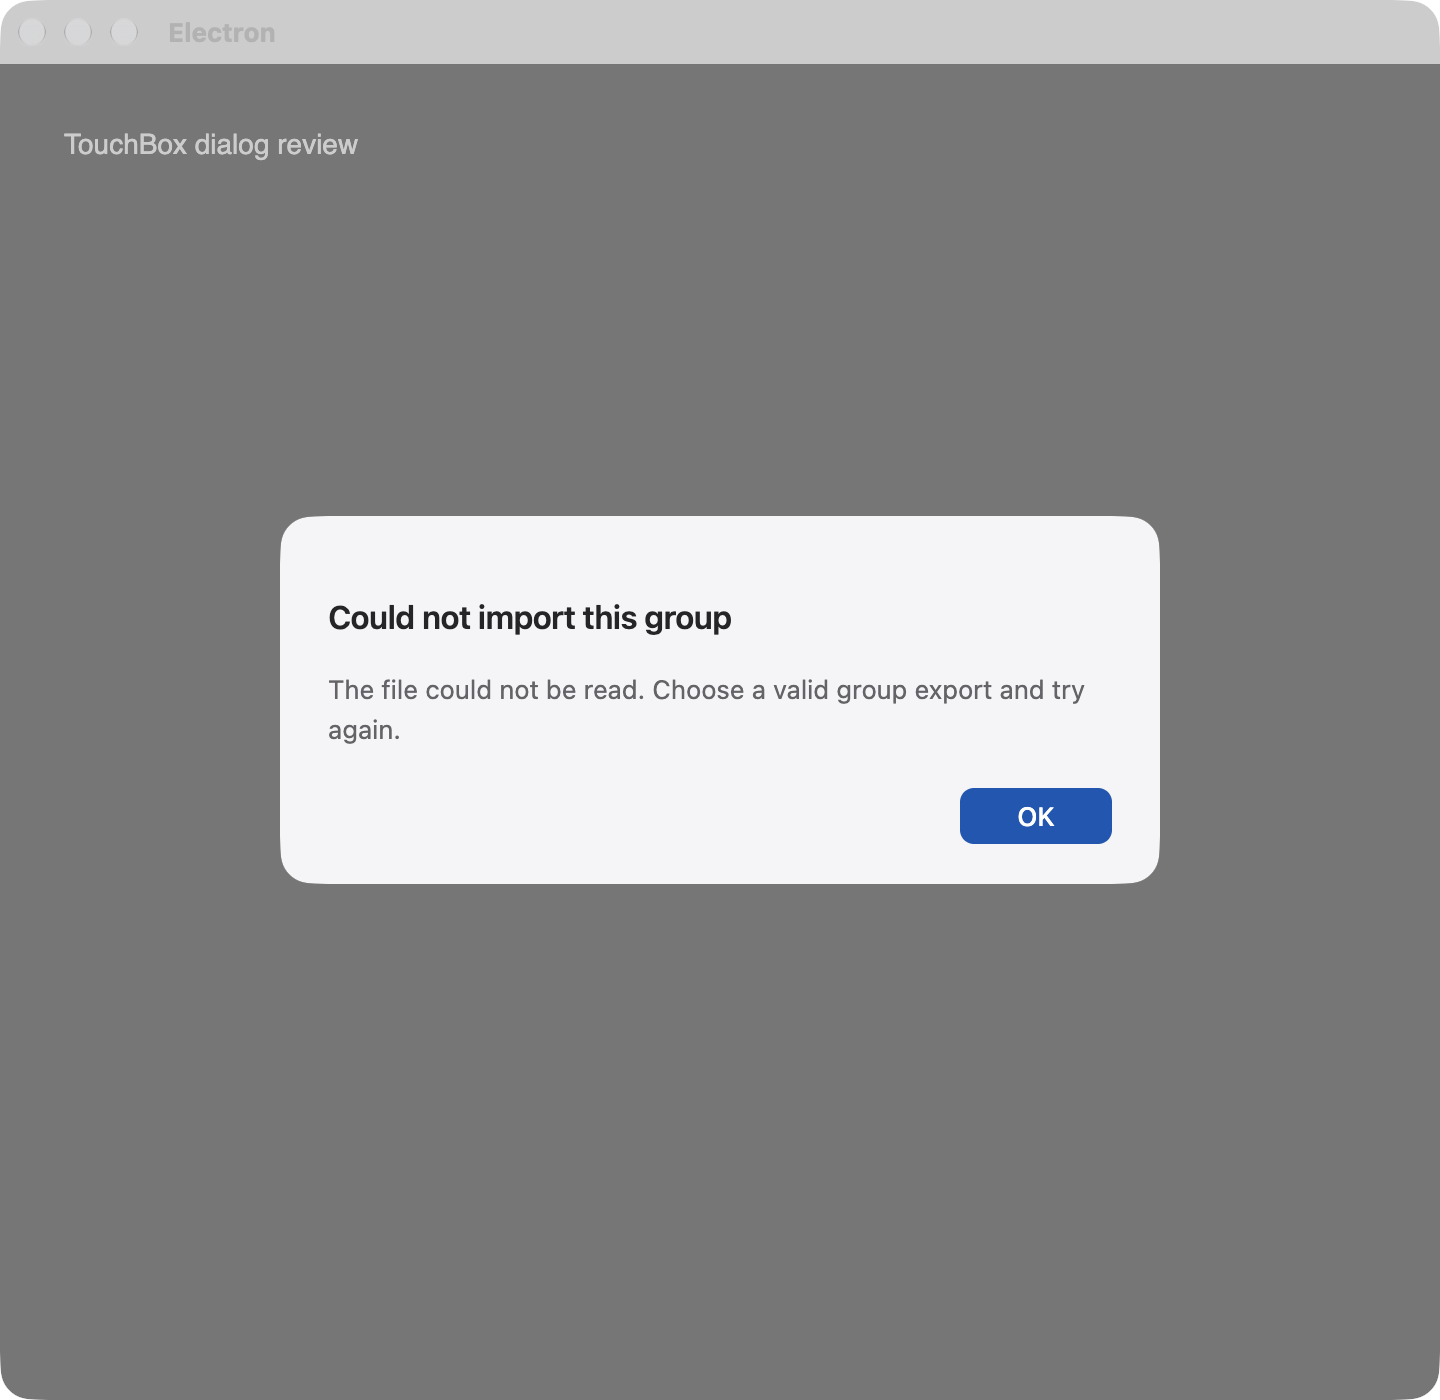 Electron
TouchBox dialog review
Could not import this group
The file could not be read. Choose a valid group export and try
again.
OK